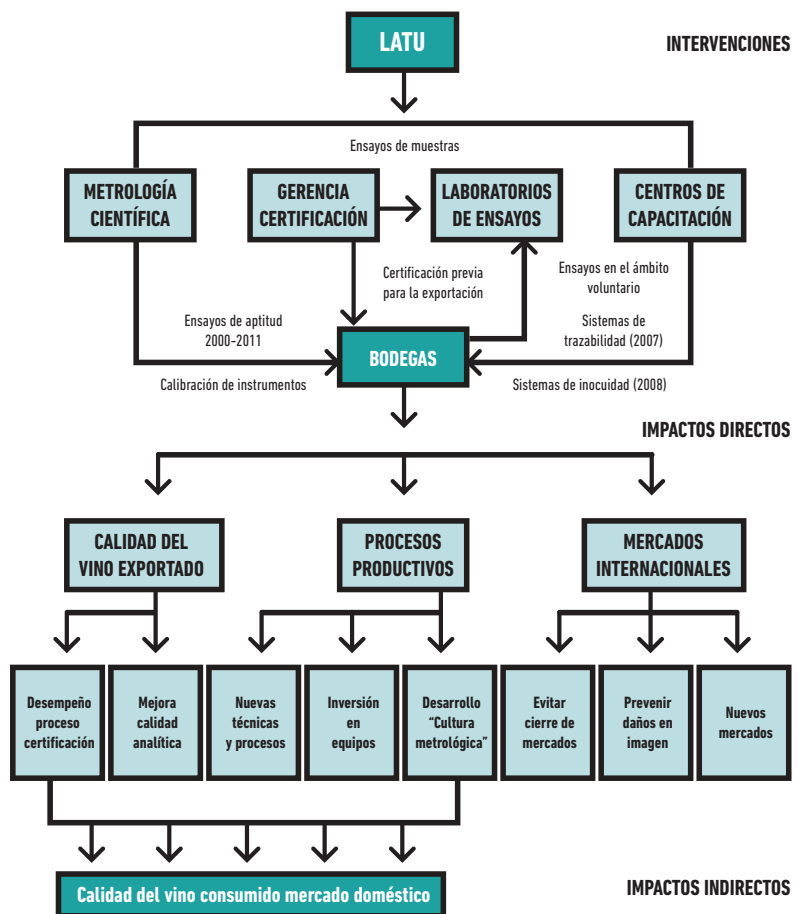 LATU
INTERVENCIONES
Ensayos de muestras
METROLOGÍA
CIENTÍFICA
GERENCIA
CERTIFICACIÓN
LABORATORIOS
DE ENSAYOS
CENTROS DE
CAPACITACIÓN
Certificación previa
para la exportación
Ensayos en el ámbito
voluntario
Ensayos de aptitud
2000-2011
Sistemas de
trazabilidad (2007)
BODEGAS
Calibración de instrumentos
Sistemas de inocuidad (2008)
IMPACTOS DIRECTOS
CALIDAD DEL
VINO EXPORTADO
PROCESOS
PRODUCTIVOS
MERCADOS
INTERNACIONALES
Desempeño
proceso
certificación
Mejora
calidad
analítica
Nuevas
técnicas
y procesos
Inversión
en
equipos
Desarrollo
“Cultura
metrológica”
Evitar
cierre de
mercados
Prevenir
daños en
imagen
Nuevos
mercados
Calidad del vino consumido mercado doméstico
IMPACTOS INDIRECTOS